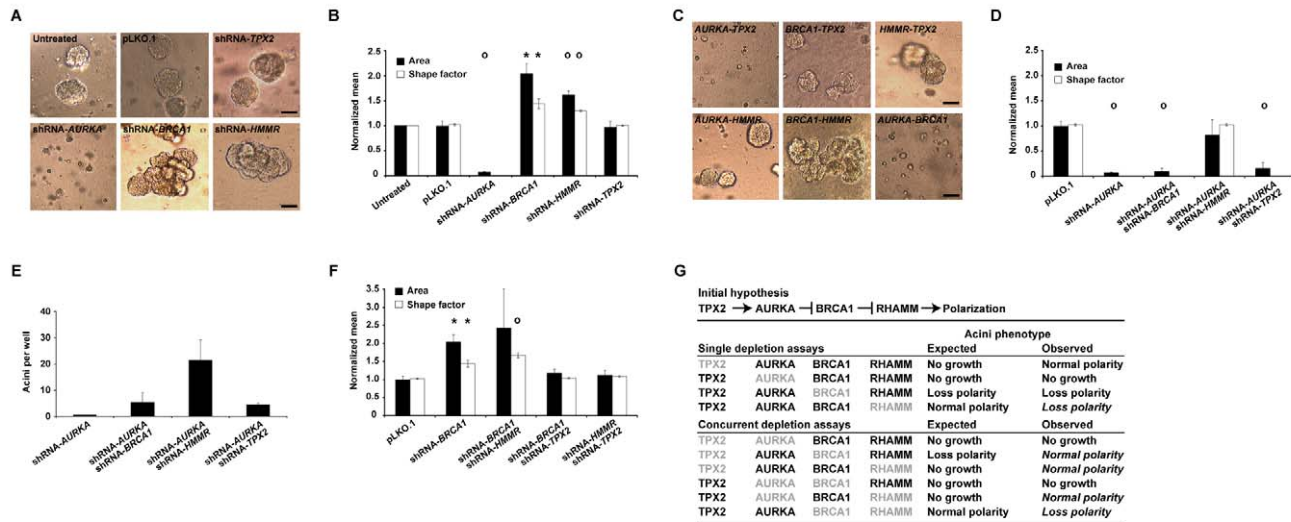 A
Untreated
pLKO.1
shRNA-TPX2
shRNA-AURKA
shRNA-BRCA1
shRNA-HMMR
B
Area
Shape factor
Normalized mean
2.5
2.0
1.5
1.0
0.5
0
o
* *
o o
Untreated
pLKO.1
shRNA-AURKA
shRNA-BRCA1
shRNA-HMMR
shRNA-TPX2
C
AURKA-TPX2
BRCA1-TPX2
HMMR-TPX2
AURKA-HMMR
BRCA1-HMMR
AURKA-BRCA1
D
Normalized mean
2.5
2.0
1.5
1.0
0.5
0
o
o
o
pLKO.1
shRNA-AURKA
shRNA-AURKA
shRNA-BRCA1
shRNA-AURKA
shRNA-HMMR
shRNA-AURKA
shRNA-TPX2
E
Acini per well
40
30
20
10
0
shRNA-AURKA
shRNA-AURKA
shRNA-BRCA1
shRNA-AURKA
shRNA-HMMR
shRNA-AURKA
shRNA-TPX2
F
Area
Shape factor
Normalized mean
3.5
3.0
2.5
2.0
1.5
1.0
0.5
0
* *
o
pLKO.1
shRNA-BRCA1
shRNA-BRCA1
shRNA-HMMR
shRNA-BRCA1
shRNA-TPX2
shRNA-HMMR
shRNA-TPX2
G
Initial hypothesis
TPX2 → AURKA ⊣ BRCA1 ⊣ RHAMM → Polarization
Acini phenotype
Single depletion assays Expected Observed
TPX2 AURKA BRCA1 RHAMM No growth Normal polarity
TPX2 AURKA BRCA1 RHAMM No growth No growth
TPX2 AURKA BRCA1 RHAMM Loss polarity Loss polarity
TPX2 AURKA BRCA1 RHAMM Normal polarity Loss polarity
Concurrent depletion assays Expected Observed
TPX2 AURKA BRCA1 RHAMM No growth No growth
TPX2 AURKA BRCA1 RHAMM Loss polarity Normal polarity
TPX2 AURKA BRCA1 RHAMM No growth Normal polarity
TPX2 AURKA BRCA1 RHAMM No growth No growth
TPX2 AURKA BRCA1 RHAMM No growth Normal polarity
TPX2 AURKA BRCA1 RHAMM Normal polarity Loss polarity